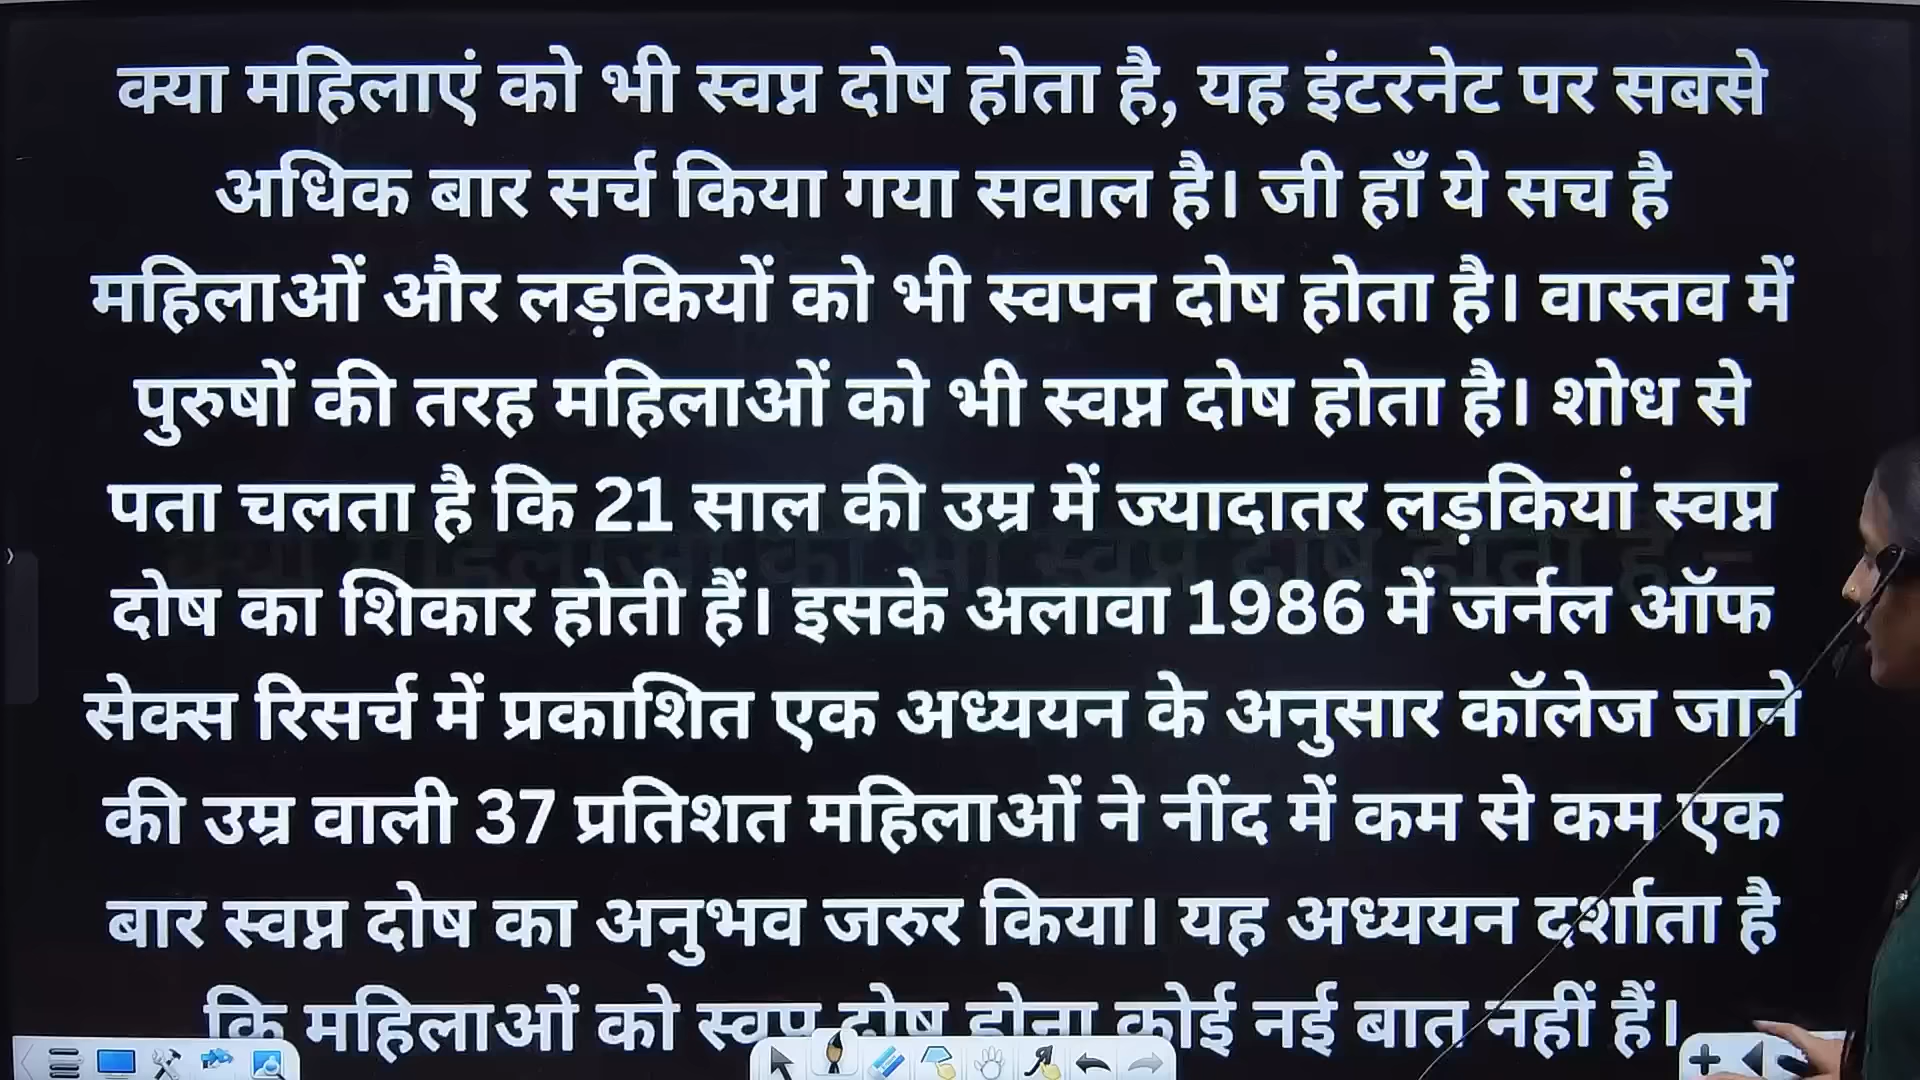 क्या महिलाएं को भी स्वप्न दोष होता है, यह इंटरनेट पर सबसे
अधिक बार सर्च किया गया सवाल है। जी हाँ ये सच है
महिलाओं और लड़कियों को भी स्वपन दोष होता है। वास्तव में
पुरुषों की तरह महिलाओं को भी स्वप्न दोष होता है। शोध से
पता चलता है कि 21 साल की उम्र में ज्यादातर लड़कियां स्वप्न
दोष का शिकार होती हैं। इसके अलावा 1986 में जर्नल ऑफ
सेक्स रिसर्च में प्रकाशित एक अध्ययन के अनुसार कॉलेज जाने
की उम्र वाली 37 प्रतिशत महिलाओं ने नींद में कम से कम एक
बार स्वप्न दोष का अनुभव जरुर किया। यह अध्ययन दर्शाता है
कि महिलाओं को स्वप्न दोष होना कोई नई बात नहीं हैं।